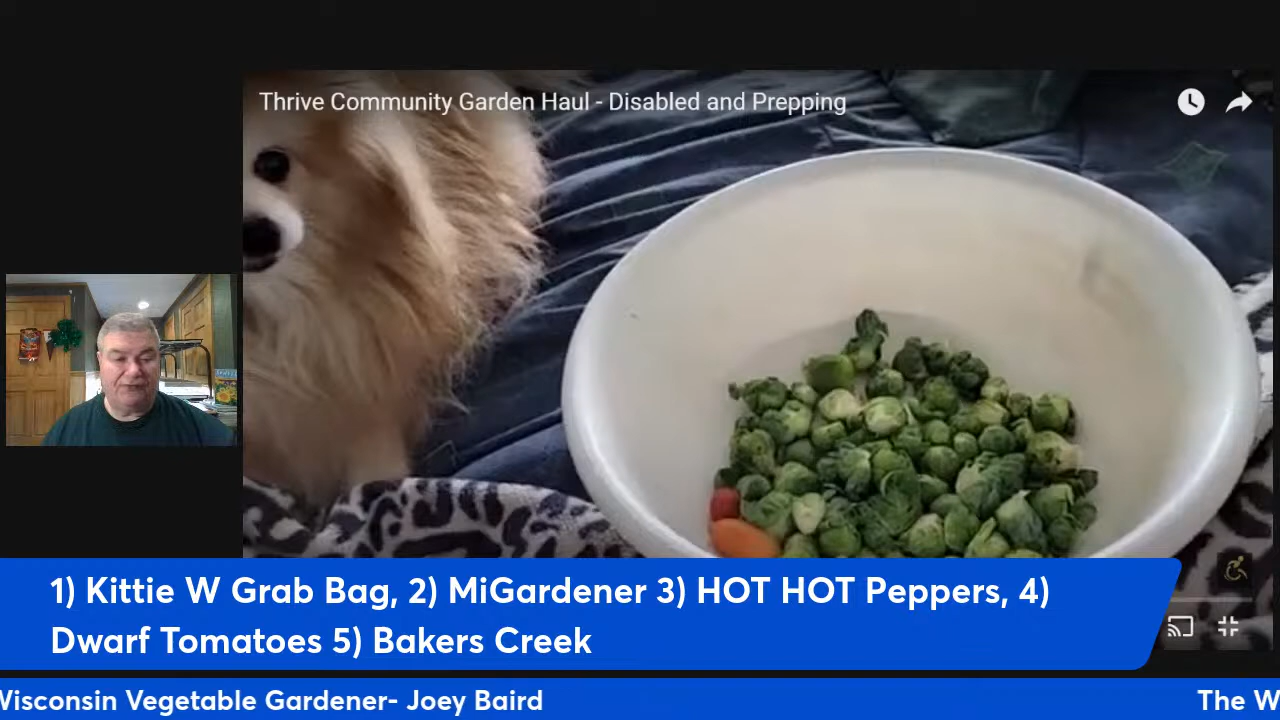 Thrive Community Garden Haul - Disabled and Prepping
1) Kittie W Grab Bag, 2) MiGardener 3) HOT HOT Peppers, 4)
Dwarf Tomatoes 5) Bakers Creek
Wisconsin Vegetable Gardener- Joey Baird
The W